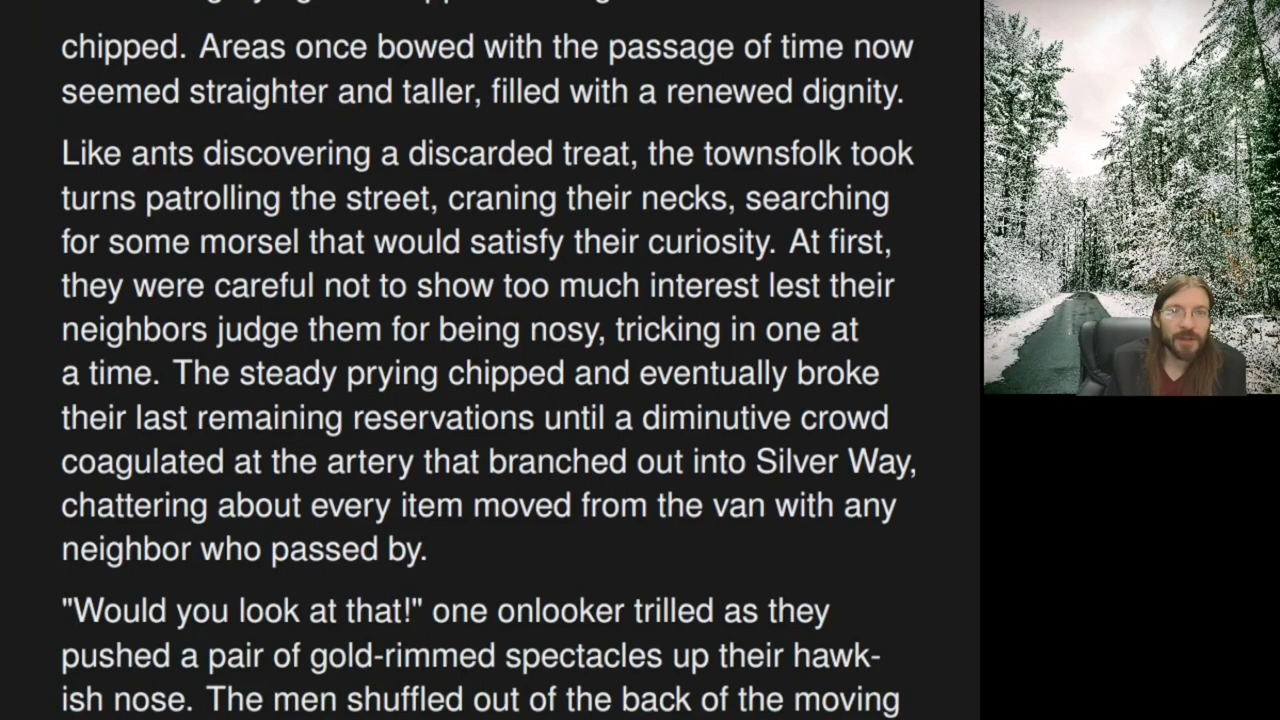 chipped. Areas once bowed with the passage of time now
seemed straighter and taller, filled with a renewed dignity.
Like ants discovering a discarded treat, the townsfolk took
turns patrolling the street, craning their necks, searching
for some morsel that would satisfy their curiosity. At first,
they were careful not to show too much interest lest their
neighbors judge them for being nosy, tricking in one at
a time. The steady prying chipped and eventually broke
their last remaining reservations until a diminutive crowd
coagulated at the artery that branched out into Silver Way,
chattering about every item moved from the van with any
neighbor who passed by.
"Would you look at that!" one onlooker trilled as they
pushed a pair of gold-rimmed spectacles up their hawk-
ish nose. The men shuffled out of the back of the moving